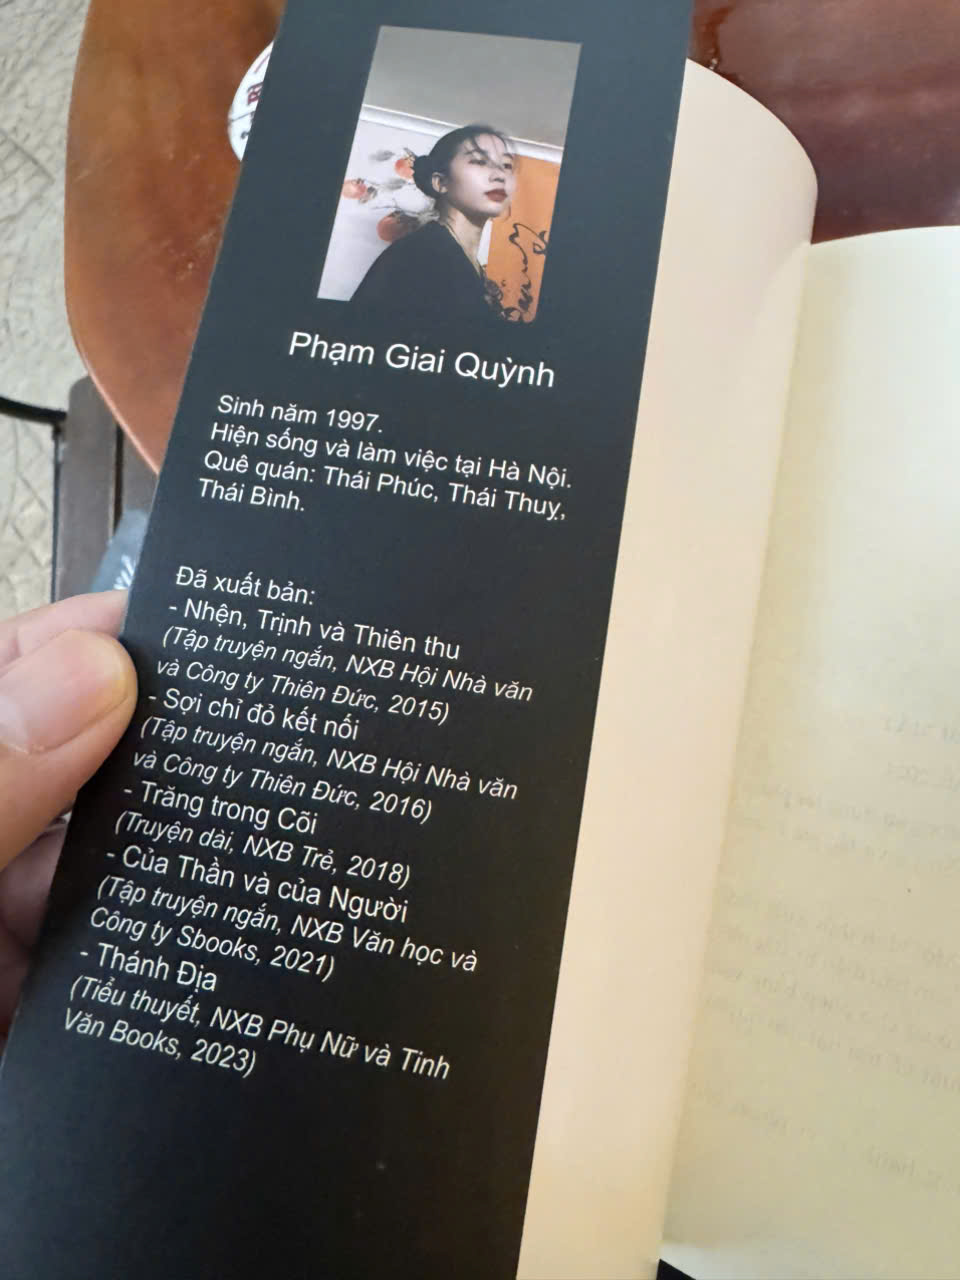 Phạm Giai Quỳnh
Sinh năm 1997.
Hiện sống và làm việc tại Hà Nội.
Quê quán: Thái Phúc, Thái Thuỵ,
Thái Bình.
Đã xuất bản:
- Nhện, Trịnh và Thiên thu
(Tập truyện ngắn, NXB Hội Nhà văn
và Công ty Thiên Đức, 2015)
- Sợi chỉ đỏ kết nối
(Tập truyện ngắn, NXB Hội Nhà văn
và Công ty Thiên Đức, 2016)
- Trăng trong Cõi
(Truyện dài, NXB Trẻ, 2018)
- Của Thần và của Người
(Tập truyện ngắn, NXB Văn học và
Công ty Sbooks, 2021)
- Thánh Địa
(Tiểu thuyết, NXB Phụ Nữ và Tinh
Văn Books, 2023)